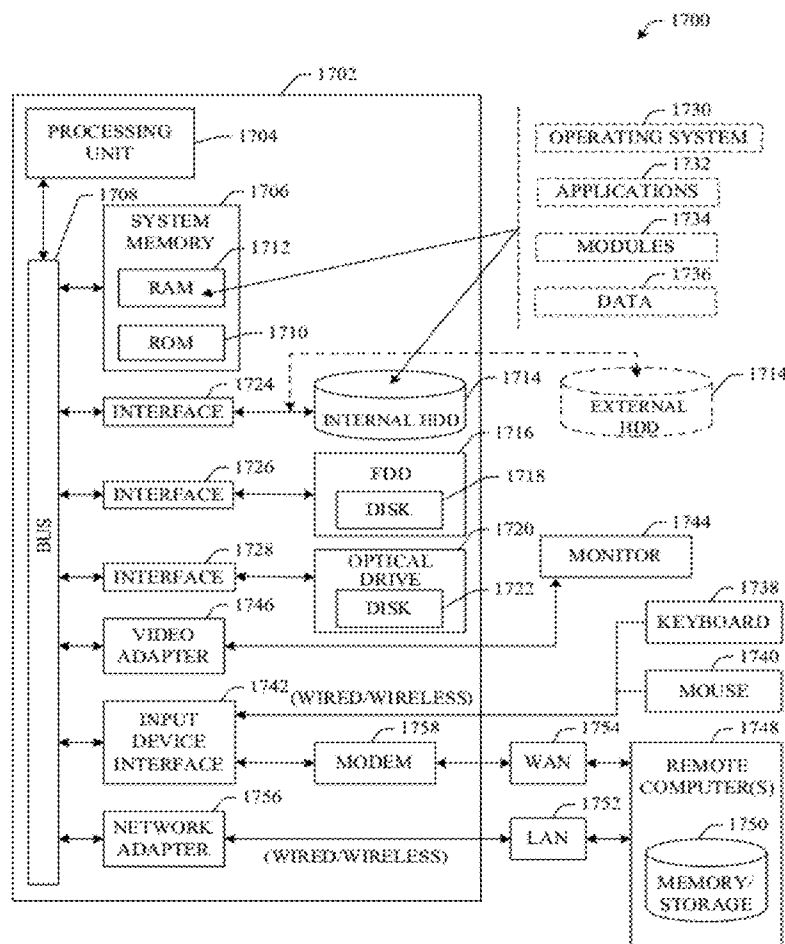 1700
1702
PROCESSING
UNIT
1704
1708
1706
SYSTEM
MEMORY
1712
RAM
1710
ROM
1730
OPERATING SYSTEM
1732
APPLICATIONS
1734
MODULES
1736
DATA
1724
INTERFACE
INTERNAL HDD
1714
EXTERNAL
HDD
1714
1726
INTERFACE
1716
FDD
1718
DISK
BUS
1728
INTERFACE
1720
OPTICAL
DRIVE
1722
DISK
1744
MONITOR
1746
VIDEO
ADAPTER
1738
KEYBOARD
1740
MOUSE
1742
INPUT
DEVICE
INTERFACE
(WIRED/WIRELESS)
1758
MODEM
1754
WAN
1748
REMOTE
COMPUTER(S)
1756
NETWORK
ADAPTER
(WIRED/WIRELESS)
1752
LAN
1750
MEMORY/
STORAGE